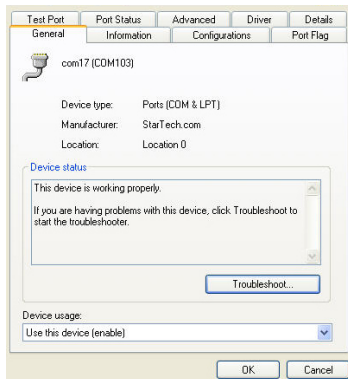 Test Port Port Status Advanced Driver Details
General Information Configurations Port Flag
com17 (COM103)
Device type: Ports (COM & LPT)
Manufacturer: StarTech.com
Location: Location 0
Device status
This device is working properly.
If you are having problems with this device, click Troubleshoot to
start the troubleshooter.
Troubleshoot...
Device usage:
Use this device (enable)
OK Cancel